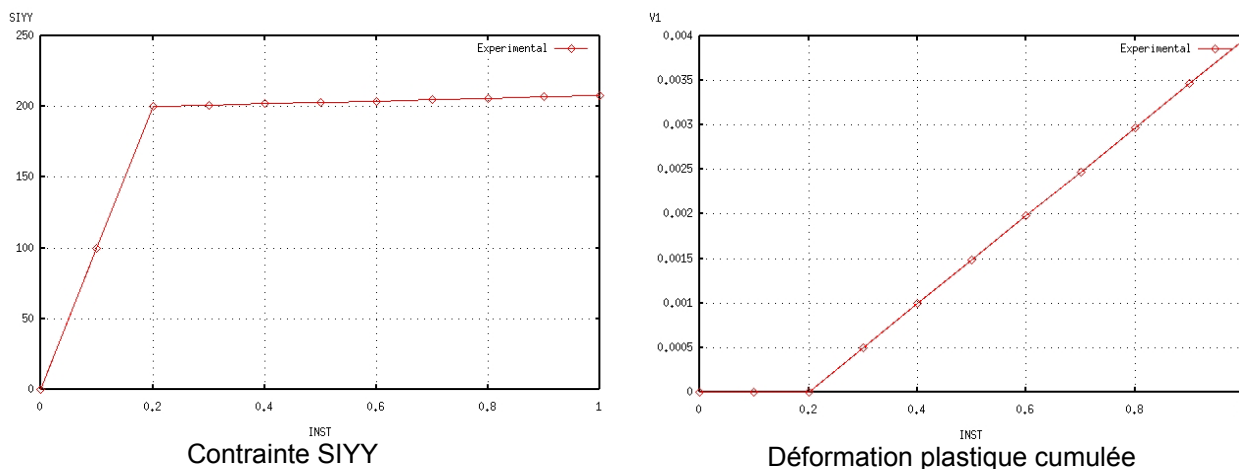 SIYY
250
200
150
100
50
0
Experimental
0 0.2 0.4 0.6 0.8 1
INST
Contrainte SIYY
V1
0.004
0.0035
0.003
0.0025
0.002
0.0015
0.001
0.0005
0
Experimental
0 0.2 0.4 0.6 0.8
INST
Déformation plastique cumulée